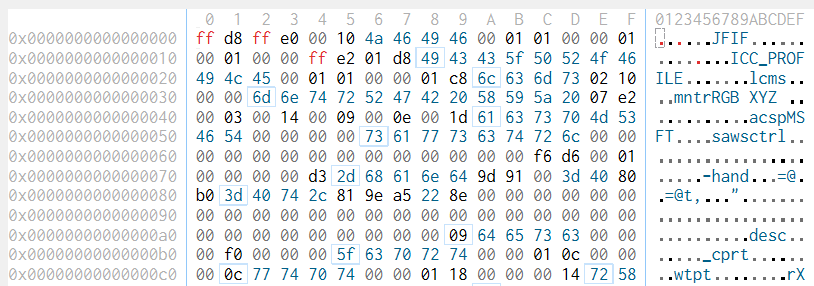 0 1 2 3 4 5 6 7 8 9 A B C D E F 0123456789ABCDEF
0x0000000000000000 ff d8 ff e0 00 10 4a 46 49 46 00 01 01 00 00 01 ......JFIF......
0x0000000000000010 00 01 00 00 ff e2 01 d8 49 43 43 5f 50 52 4f 46 ........ICC_PROF
0x0000000000000020 49 4c 45 00 01 01 00 00 01 c8 6c 63 6d 73 02 10 ILE.......lcms..
0x0000000000000030 00 00 6d 6e 74 72 52 47 42 20 58 59 5a 20 07 e2 ..mntrRGB XYZ ..
0x0000000000000040 00 03 00 14 00 09 00 0e 00 1d 61 63 73 70 4d 53 ..........acspMS
0x0000000000000050 46 54 00 00 00 00 73 61 77 73 63 74 72 6c 00 00 FT....sawsctrl..
0x0000000000000060 00 00 00 00 00 00 00 00 00 00 00 00 f6 d6 00 01 ................
0x0000000000000070 00 00 00 00 d3 2d 68 61 6e 64 9d 91 00 3d 40 80 .....-hand...=@.
0x0000000000000080 b0 3d 40 74 2c 81 9e a5 22 8e 00 00 00 00 00 00 .=@t,...".......
0x0000000000000090 00 00 00 00 00 00 00 00 00 00 00 00 00 00 00 00 ................
0x00000000000000a0 00 00 00 00 00 00 00 00 00 09 64 65 73 63 00 00 ..........desc..
0x00000000000000b0 00 f0 00 00 00 5f 63 70 72 74 00 00 01 0c 00 00 ....._cprt......
0x00000000000000c0 00 0c 77 74 70 74 00 00 01 18 00 00 00 14 72 58 ..wtpt........rX